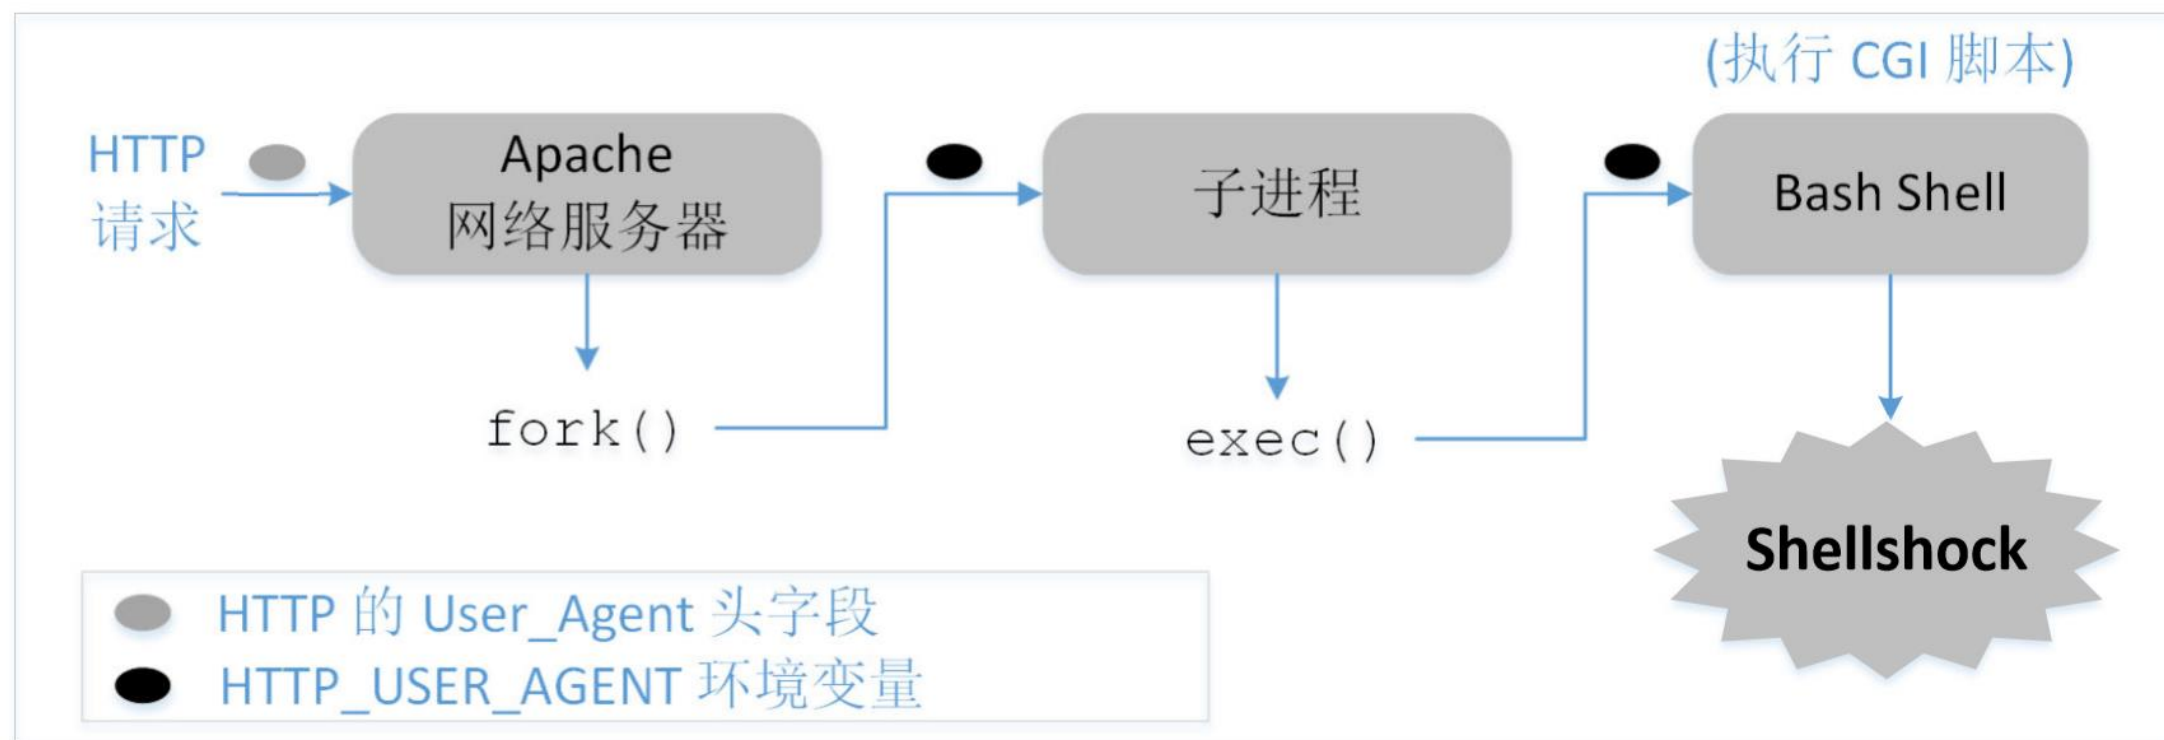 (执行 CGI 脚本)
HTTP
请求
Apache
网络服务器
子进程
Bash Shell
fork()
exec()
Shellshock
HTTP 的 User_Agent 头字段
HTTP_USER_AGENT 环境变量